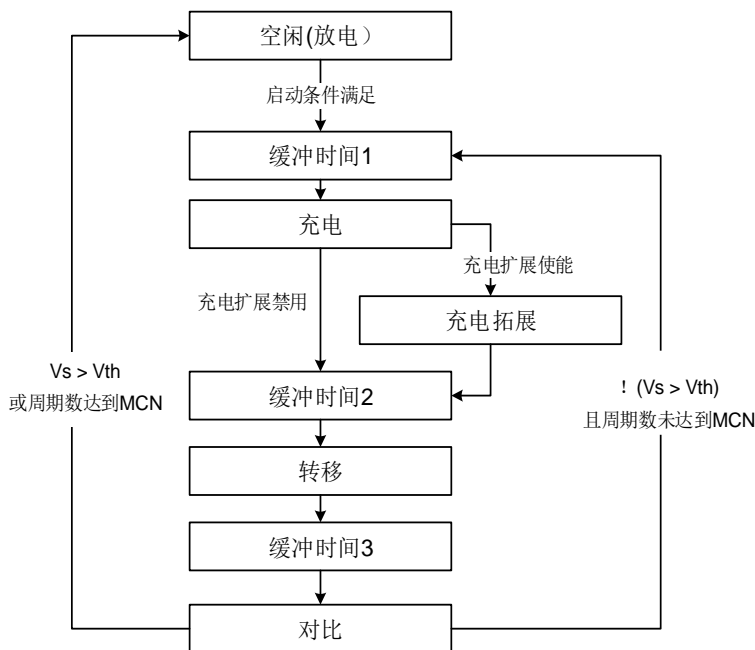 空闲(放电）
启动条件满足
缓冲时间1
充电
充电扩展使能
充电扩展禁用
充电拓展
Vs > Vth
或周期数达到MCN
！(Vs > Vth)
且周期数未达到MCN
缓冲时间2
转移
缓冲时间3
对比